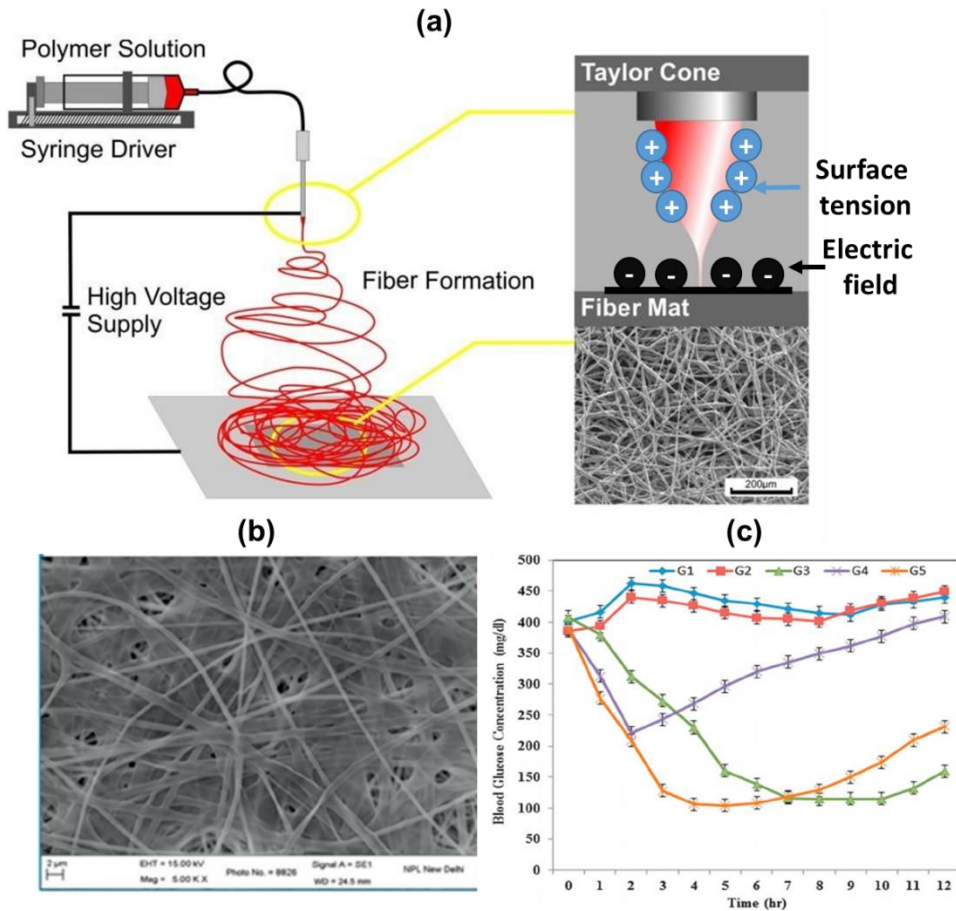 (a)
Polymer Solution
Syringe Driver
High Voltage
Supply
Fiber Formation
Taylor Cone
+ +
+ +
+ +
Surface
tension
Electric
field
- - - -
Fiber Mat
200µm
(b)
2 µm
EHT = 15.00 kV
Mag = 5.00 K X
Photo No. = 8826
Signal A = SE1
WD = 24.5 mm
NPL New Delhi
(c)
G1 G2 G3 G4 G5
Blood Glucose Concentration (mg/dl)
500
450
400
350
300
250
200
150
100
50
0
0 1 2 3 4 5 6 7 8 9 10 11 12
Time (hr)